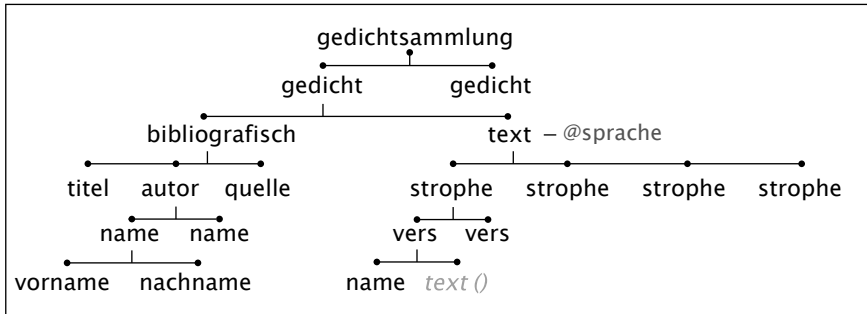 gedichtsammlung
gedicht gedicht
bibliografisch text – @sprache
titel autor quelle strophe strophe strophe strophe
name name vers vers
vorname nachname name text ()